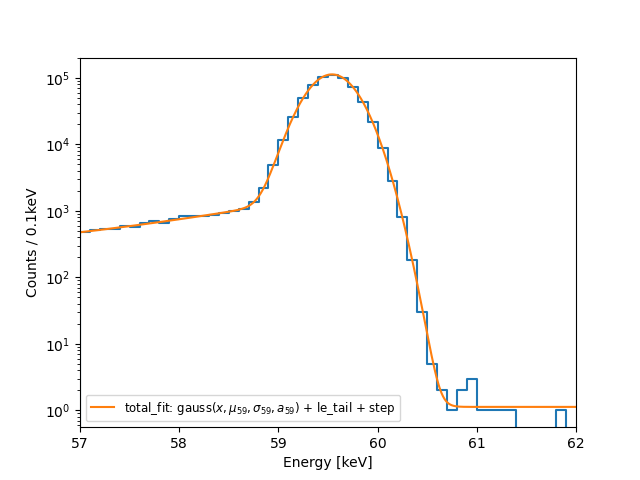 10⁵
10⁴
10³
10²
10¹
10⁰
Counts / 0.1keV
total_fit: gauss(x, μ₅₉, σ₅₉, a₅₉) + le_tail + step
57 58 59 60 61 62
Energy [keV]